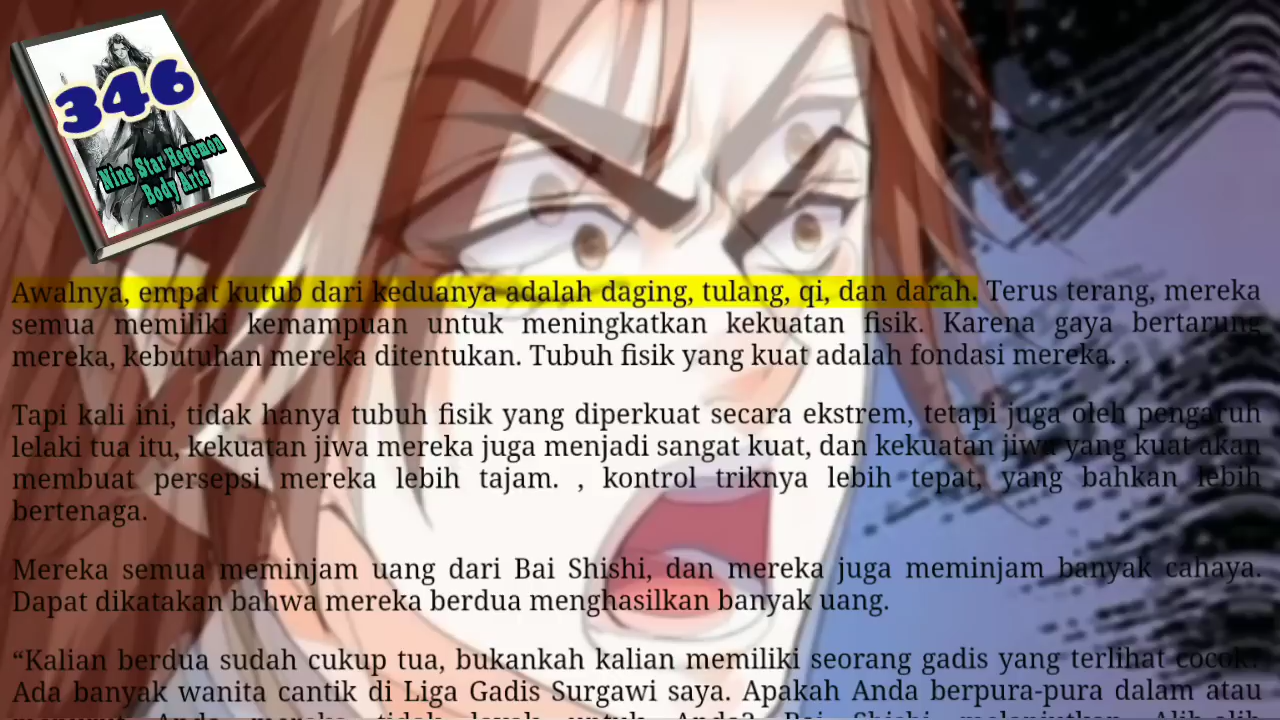 346
Nine Star Hegemon
Body Arts
Awalnya, empat kutub dari keduanya adalah daging, tulang, qi, dan darah. Terus terang, mereka
semua memiliki kemampuan untuk meningkatkan kekuatan fisik. Karena gaya bertarung
mereka, kebutuhan mereka ditentukan. Tubuh fisik yang kuat adalah fondasi mereka. .
Tapi kali ini, tidak hanya tubuh fisik yang diperkuat secara ekstrem, tetapi juga oleh pengaruh
lelaki tua itu, kekuatan jiwa mereka juga menjadi sangat kuat, dan kekuatan jiwa yang kuat akan
membuat persepsi mereka lebih tajam. , kontrol triknya lebih tepat, yang bahkan lebih
bertenaga.
Mereka semua meminjam uang dari Bai Shishi, dan mereka juga meminjam banyak cahaya.
Dapat dikatakan bahwa mereka berdua menghasilkan banyak uang.
“Kalian berdua sudah cukup tua, bukankah kalian memiliki seorang gadis yang terlihat cocok?
Ada banyak wanita cantik di Liga Gadis Surgawi saya. Apakah Anda berpura-pura dalam atau